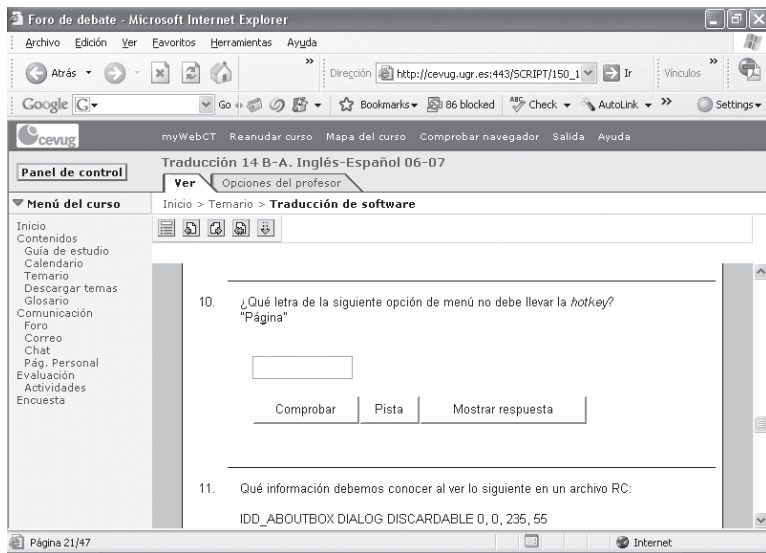 Foro de debate - Microsoft Internet Explorer
Archivo Edición Ver Favoritos Herramientas Ayuda
Atrás » Dirección http://cevug.ugr.es:443/SCRIPT/150_1 Ir Vínculos »
Google G Go 86 blocked Bookmarks ABC Check AutoLink » Settings
cevug myWebCT Reanudar curso Mapa del curso Comprobar navegador Salida Ayuda
Panel de control
Traducción 14 B-A. Inglés-Español 06-07
Ver Opciones del profesor
Menú del curso
Inicio > Temario > Traducción de software
Inicio
Contenidos
Guía de estudio
Calendario
Temario
Descargar temas
Glosario
Comunicación
Foro
Correo
Chat
Pág. Personal
Evaluación
Actividades
Encuesta
10. ¿Qué letra de la siguiente opción de menú no debe llevar la hotkey?
"Página"
Comprobar Pista Mostrar respuesta
11. Qué información debemos conocer al ver lo siguiente en un archivo RC:
IDD_ABOUTBOX DIALOG DISCARDABLE 0, 0, 235, 55
Página 21/47 Internet